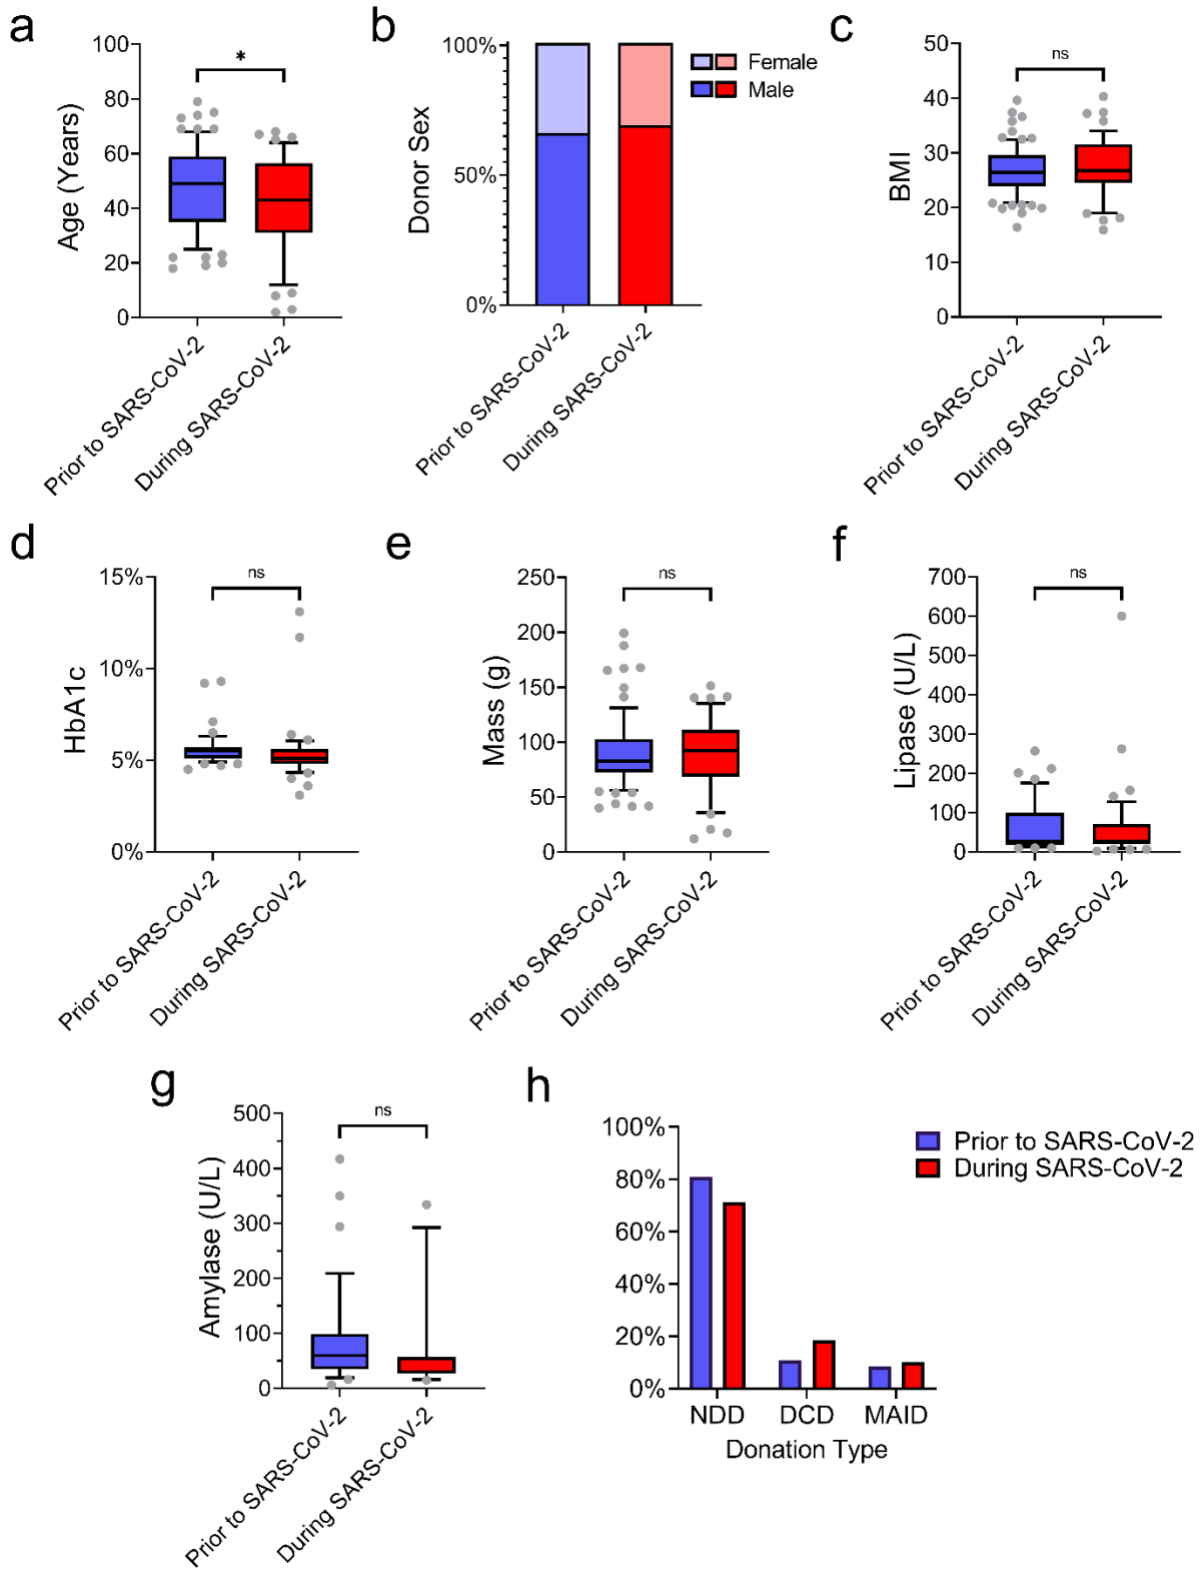 a
b
c
100
80
60
40
20
0
Age (Years)
*
Prior to SARS-CoV-2
During SARS-CoV-2
100%
50%
0%
Donor Sex
Female
Male
Prior to SARS-CoV-2
During SARS-CoV-2
50
40
30
20
10
0
BMI
ns
Prior to SARS-CoV-2
During SARS-CoV-2
d
e
f
15%
10%
5%
0%
HbA1c
ns
Prior to SARS-CoV-2
During SARS-CoV-2
250
200
150
100
50
0
Mass (g)
ns
Prior to SARS-CoV-2
During SARS-CoV-2
700
600
500
400
300
200
100
0
Lipase (U/L)
ns
Prior to SARS-CoV-2
During SARS-CoV-2
g
h
500
400
300
200
100
0
Amylase (U/L)
ns
Prior to SARS-CoV-2
During SARS-CoV-2
100%
80%
60%
40%
20%
0%
NDD DCD MAID
Donation Type
Prior to SARS-CoV-2
During SARS-CoV-2